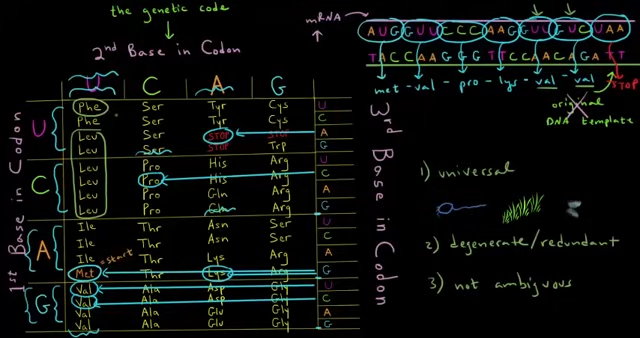 the genetic code
2nd Base in Codon
U C A G
1st Base in Codon
U
Phe Ser Tyr Cys U
Phe Ser Tyr Cys C
Leu Ser STOP STOP A
Leu Ser STOP Trp G
C
Leu Pro His Arg U
Leu Pro His Arg C
Leu Pro Gln Arg A
Leu Pro Gln Arg G
A
Ile Thr Asn Ser U
Ile Thr Asn Ser C
Ile Thr Lys Arg A
Met =start Thr Lys Arg G
G
Val Ala Asp Gly U
Val Ala Asp Gly C
Val Ala Glu Gly A
Val Ala Glu Gly G
3rd Base in Codon
mRNA
AUG GUU CCC AAG GUU GUC UAA
TACCAAGGGTTCCAACAGATT
met-val-pro-lys-val-val STOP
original
DNA template
1) universal
2) degenerate/redundant
3) not ambiguous